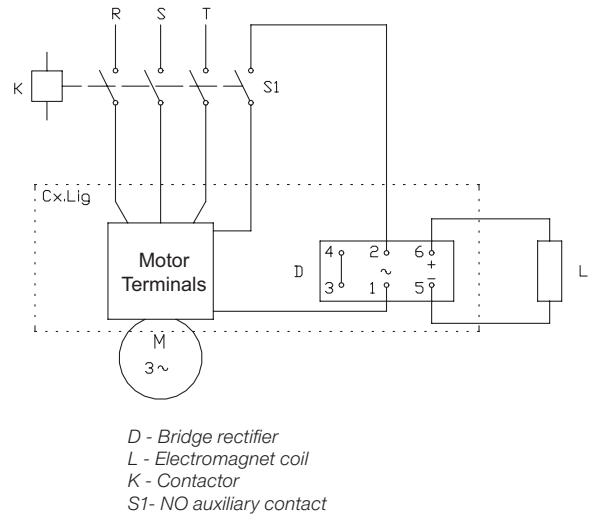 R S T
K
S1
Cx.Lig
Motor
Terminals
D
4 2 6
~ +
3 1 5 −
L
M
3~
D - Bridge rectifier
L - Electromagnet coil
K - Contactor
S1- NO auxiliary contact